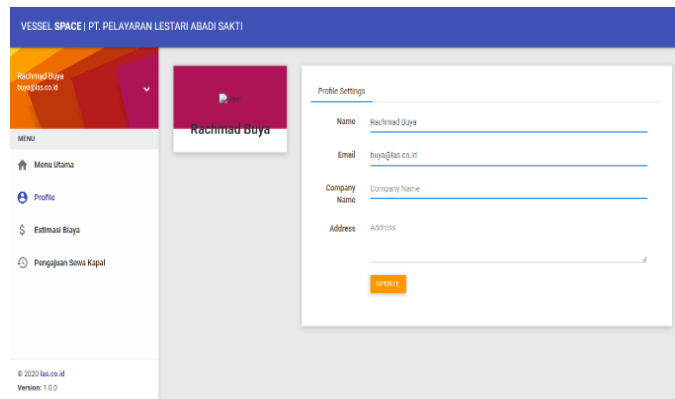 VESSEL SPACE | PT. PELAYARAN LESTARI ABADI SAKTI
Rachmad Buya
buya@las.co.id
MENU
Menu Utama
Profile
Estimasi Biaya
Pengajuan Sewa Kapal
© 2020 las.co.id
Version: 1.0.0
Rachmad Buya
Profile Settings
Name Rachmad Buya
Email buya@las.co.id
Company Name Company Name
Address Address
UPDATE